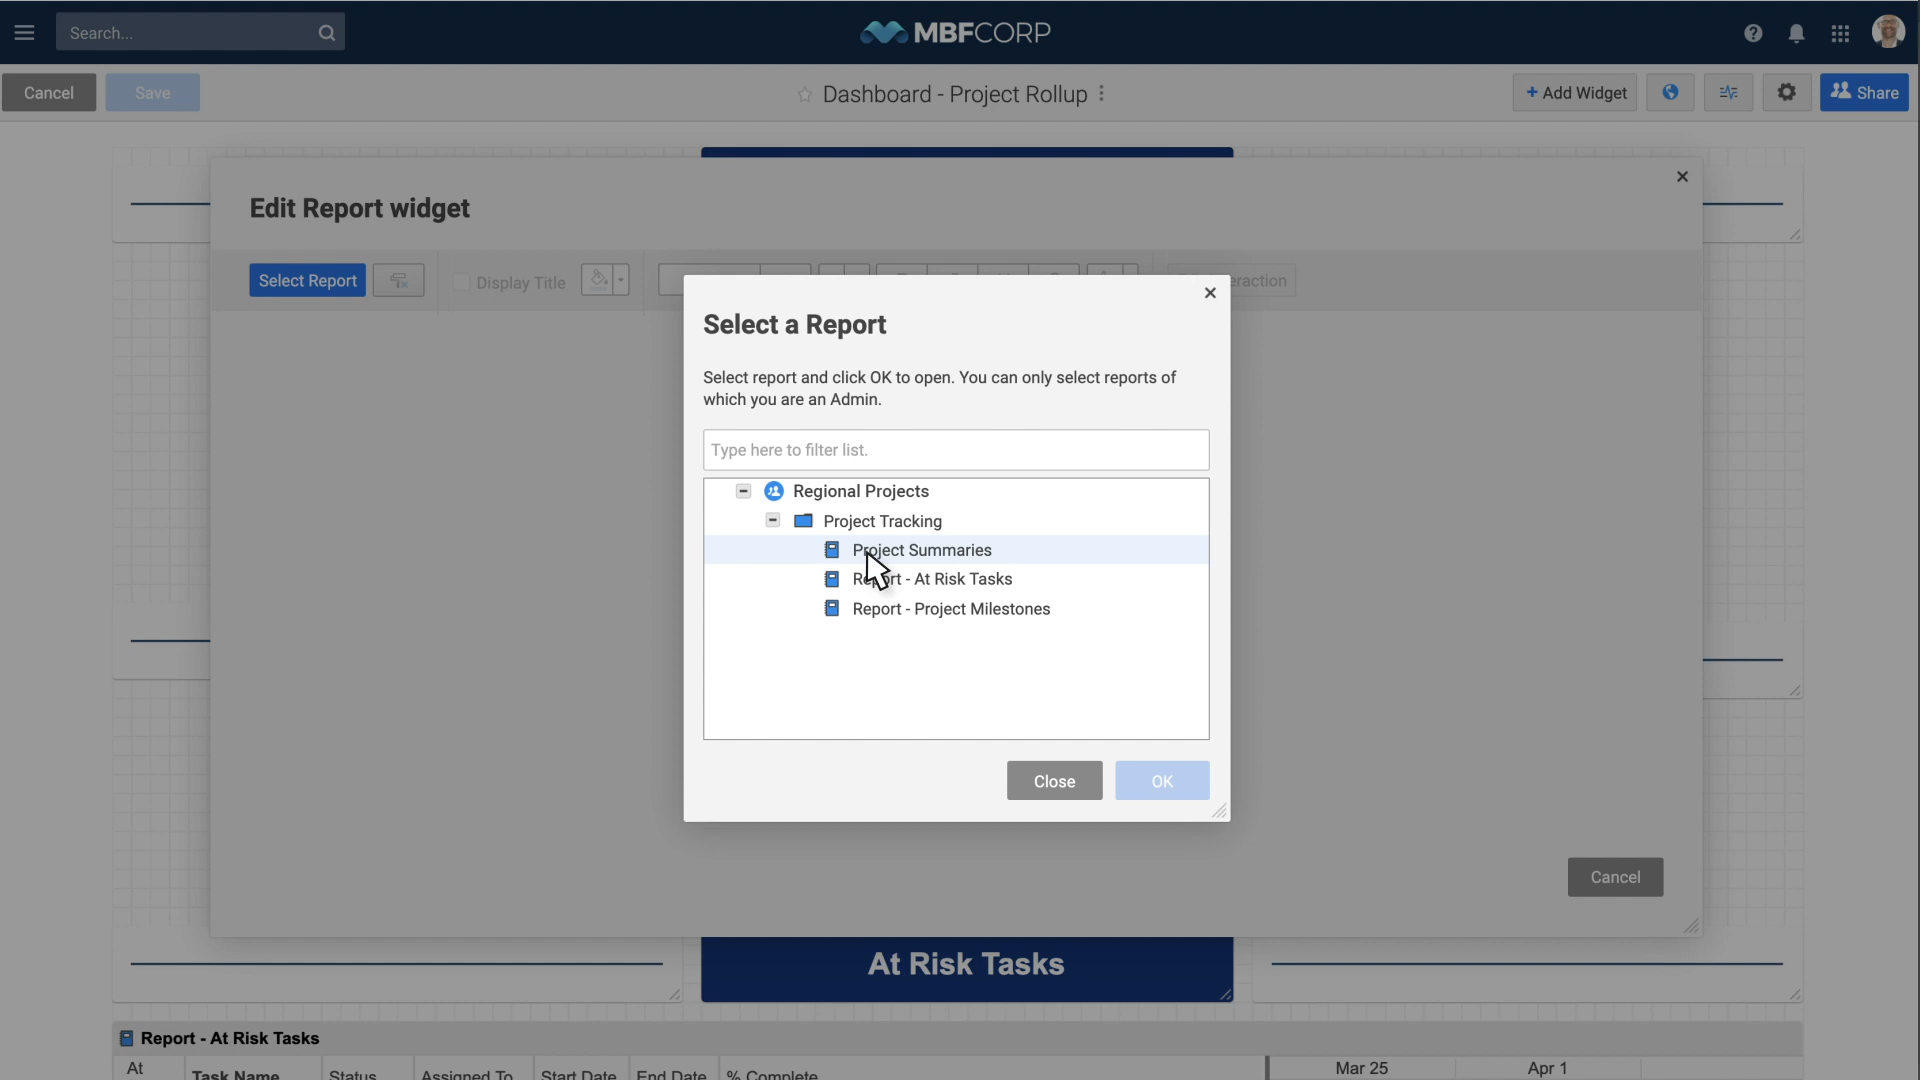 Search...
MBFCORP
Cancel
Save
Dashboard - Project Rollup
+ Add Widget
Share
Edit Report widget
Select Report
Display Title
eraction
Select a Report
Select report and click OK to open. You can only select reports of
which you are an Admin.
Type here to filter list.
Regional Projects
Project Tracking
Project Summaries
Report - At Risk Tasks
Report - Project Milestones
Close
OK
Cancel
At Risk Tasks
Report - At Risk Tasks
At
Task Name
Status
Assigned To
Start Date
End Date
% Complete
Mar 25
Apr 1